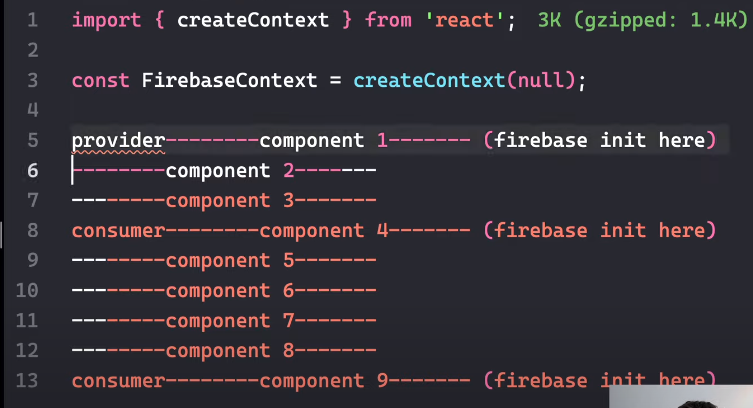 1 import { createContext } from 'react'; 3K (gzipped: 1.4K)
2
3 const FirebaseContext = createContext(null);
4
5 provider--------component 1------- (firebase init here)
6 --------component 2-------
7 --------component 3-------
8 consumer--------component 4------- (firebase init here)
9 --------component 5-------
10 --------component 6-------
11 --------component 7-------
12 --------component 8-------
13 consumer--------component 9------- (firebase init here)